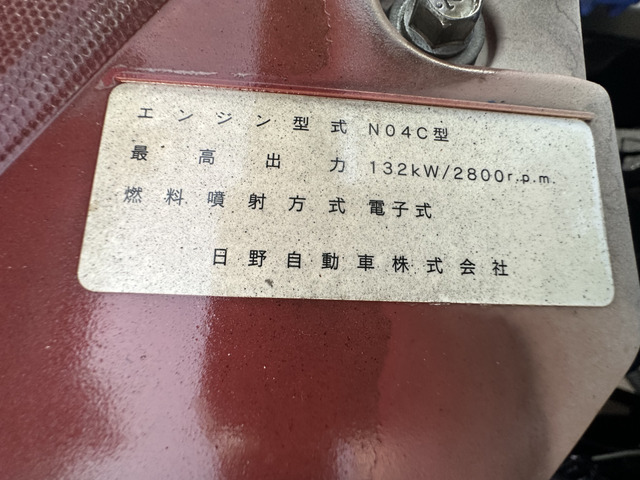 エンジン型式 N04C型
最高出力 132kW/2800r.p.m.
燃料噴射方式 電子式
日野自動車株式会社